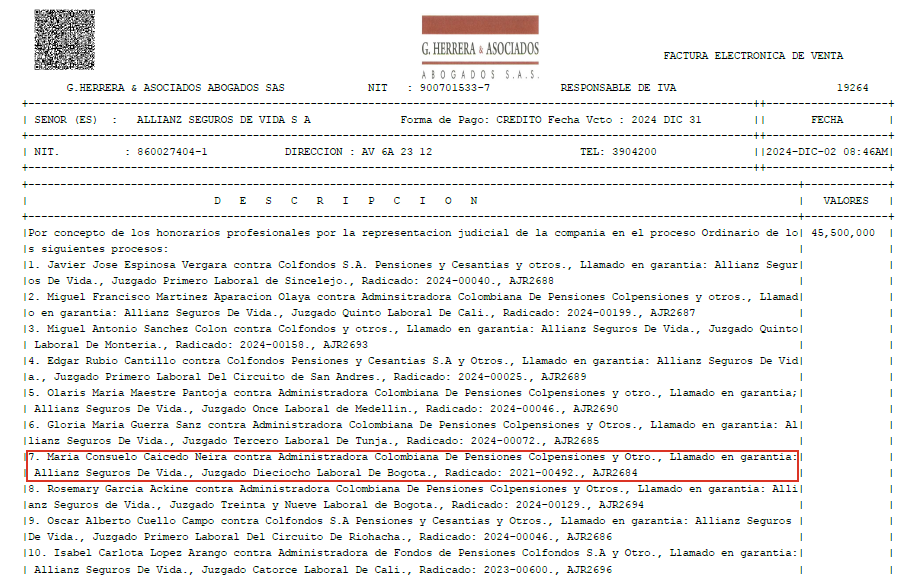 G. HERRERA & ASOCIADOS
ABOGADOS S.A.S.
FACTURA ELECTRONICA DE VENTA
G.HERRERA & ASOCIADOS ABOGADOS SAS NIT : 900701533-7 RESPONSABLE DE IVA 19264
SENOR (ES) : ALLIANZ SEGUROS DE VIDA S A Forma de Pago: CREDITO Fecha Vcto : 2024 DIC 31 FECHA
NIT. : 860027404-1 DIRECCION : AV 6A 23 12 TEL: 3904200 2024-DIC-02 08:46AM
D E S C R I P C I O N VALORES
Por concepto de los honorarios profesionales por la representacion judicial de la compania en el proceso Ordinario de lo 45,500,000
s siguientes procesos:
1. Javier Jose Espinosa Vergara contra Colfondos S.A. Pensiones y Cesantias y otros., Llamado en garantia: Allianz Segur
os De Vida., Juzgado Primero Laboral de Sincelejo., Radicado: 2024-00040., AJR2688
2. Miguel Francisco Martinez Aparacion Olaya contra Adminsitradora Colombiana De Pensiones Colpensiones y otros., Llamad
o en garantia: Allianz Seguros De Vida., Juzgado Quinto Laboral De Cali., Radicado: 2024-00199., AJR2687
3. Miguel Antonio Sanchez Colon contra Colfondos y otros., Llamado en garantia: Allianz Seguros De Vida., Juzgado Quinto
Laboral De Monteria., Radicado: 2024-00158., AJR2693
4. Edgar Rubio Cantillo contra Colfondos Pensiones y Cesantias S.A y Otros., Llamado en garantia: Allianz Seguros De Vid
a., Juzgado Primero Laboral Del Circuito de San Andres., Radicado: 2024-00025., AJR2689
5. Olaris Maria Maestre Pantoja contra Administradora Colombiana De Pensiones Colpensiones y otro., Llamado en garantia;
Allianz Seguros De Vida., Juzgado Once Laboral de Medellin., Radicado: 2024-00046., AJR2690
6. Gloria Maria Guerra Sanz contra Administradora Colombiana De Pensiones Colpensiones y Otros., Llamado en garantia: Al
lianz Seguros De Vida., Juzgado Tercero Laboral De Tunja., Radicado: 2024-00072., AJR2685
7. Maria Consuelo Caicedo Neira contra Administradora Colombiana De Pensiones Colpensiones y Otro., Llamado en garantia:
Allianz Seguros De Vida., Juzgado Dieciocho Laboral De Bogota., Radicado: 2021-00492., AJR2684
8. Rosemary Garcia Ackine contra Administradora Colombiana De Pensiones Colpensiones y Otros., Llamado en garantia: Alli
anz Seguros de Vida., Juzgado Treinta y Nueve Laboral de Bogota., Radicado: 2024-00129., AJR2694
9. Oscar Alberto Cuello Campo contra Colfondos S.A Pensiones y Cesantias y Otros., Llamado en garantia: Allianz Seguros
De Vida., Juzgado Primero Laboral Del Circuito De Riohacha., Radicado: 2024-00046., AJR2686
10. Isabel Carlota Lopez Arango contra Administradora de Fondos de Pensiones Colfondos S.A y Otro., Llamado en garantia:
Allianz Seguros De Vida., Juzgado Catorce Laboral De Cali., Radicado: 2023-00600., AJR2696